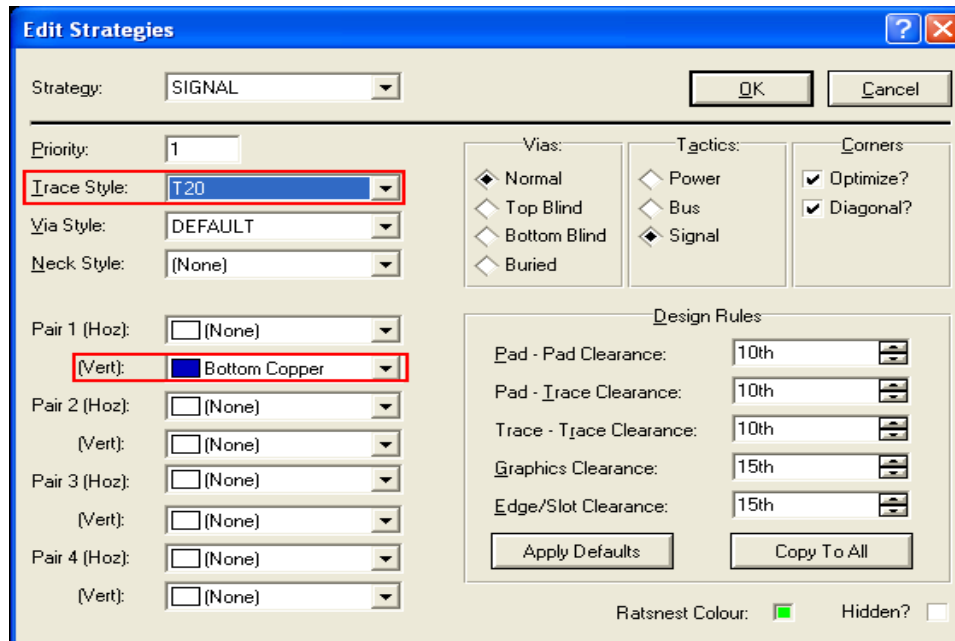 Edit Strategies
Strategy: SIGNAL
OK Cancel
Priority: 1
Trace Style: T20
Via Style: DEFAULT
Neck Style: (None)
Pair 1 (Hoz): (None)
(Vert): Bottom Copper
Pair 2 (Hoz): (None)
(Vert): (None)
Pair 3 (Hoz): (None)
(Vert): (None)
Pair 4 (Hoz): (None)
(Vert): (None)
Vias:
Normal
Top Blind
Bottom Blind
Buried
Tactics:
Power
Bus
Signal
Corners
Optimize?
Diagonal?
Design Rules
Pad - Pad Clearance: 10th
Pad - Trace Clearance: 10th
Trace - Trace Clearance: 10th
Graphics Clearance: 15th
Edge/Slot Clearance: 15th
Apply Defaults Copy To All
Ratsnest Colour: Hidden?